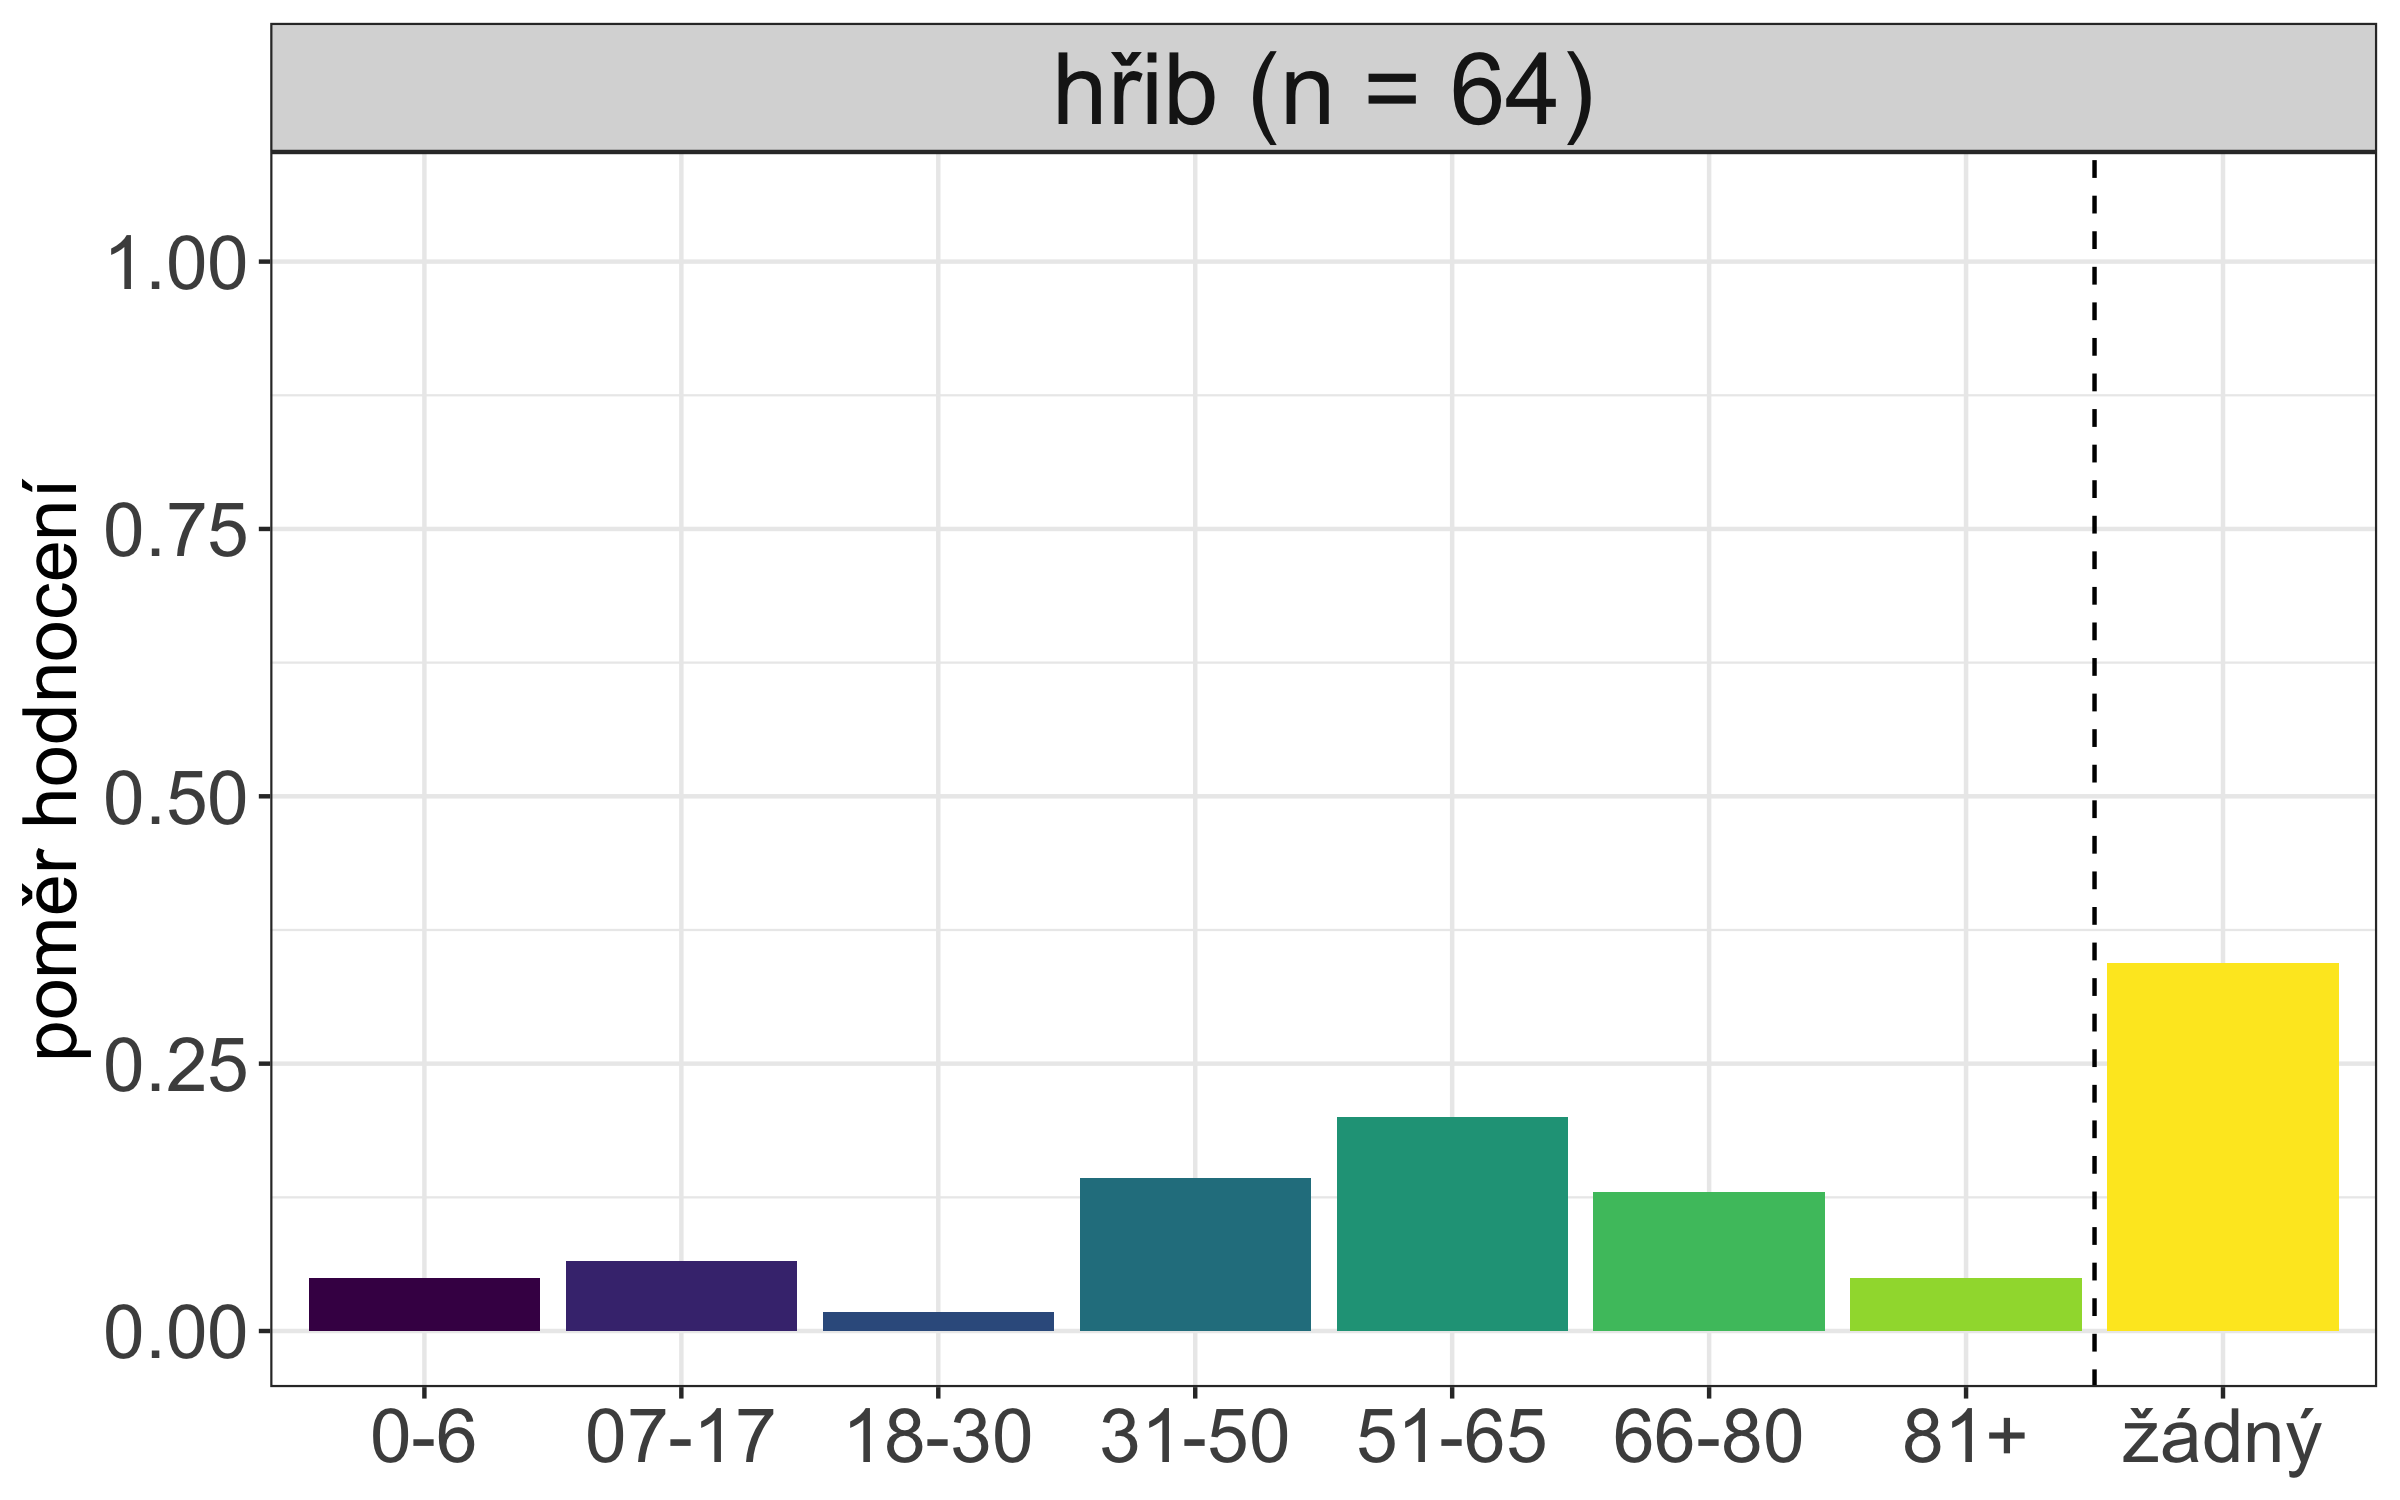 hřib (n = 64)
poměr hodnocení
1.00
0.75
0.50
0.25
0.00
0-6 07-17 18-30 31-50 51-65 66-80 81+ žádný